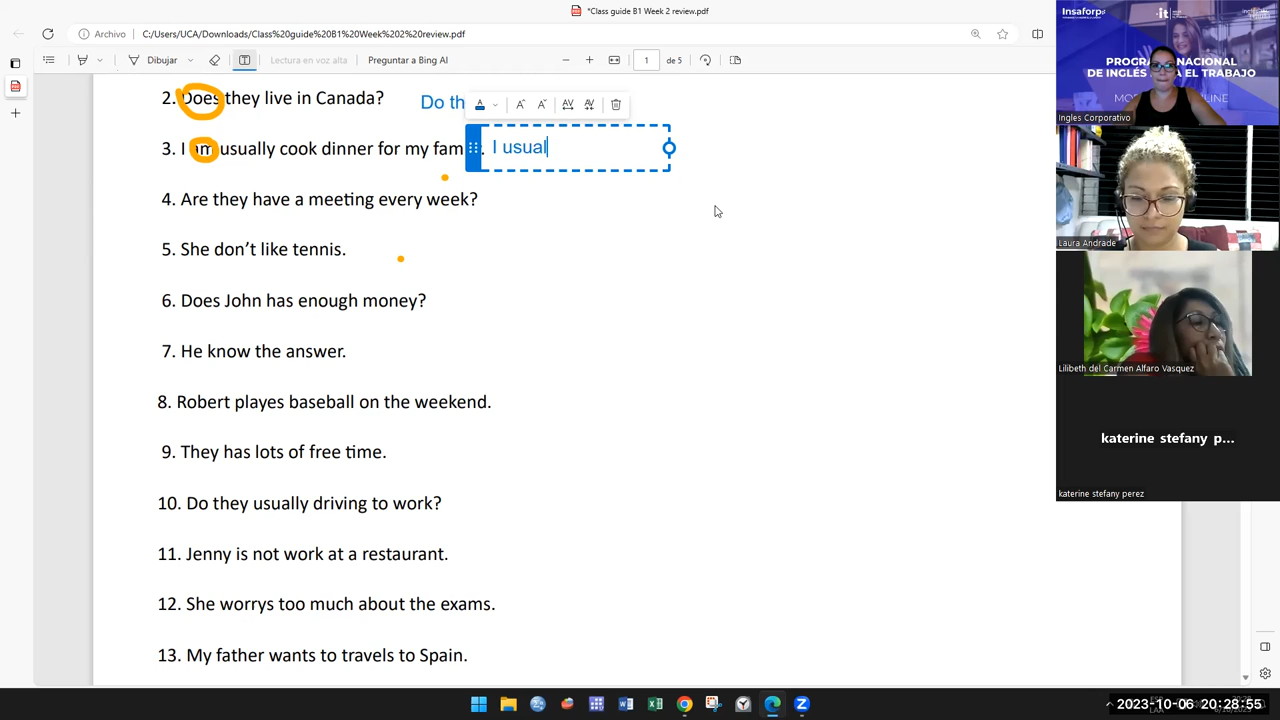 *Class guide B1 Week 2 review.pdf
Archivo
C:/Users/UCA/Downloads/Class%20guide%20B1%20Week%202%20review.pdf
Dibujar
Lectura en voz alta
Preguntar a Bing AI
1
de 5
2. Does they live in Canada?
Do th
3. I am usually cook dinner for my fam
I usual
4. Are they have a meeting every week?
5. She don't like tennis.
6. Does John has enough money?
7. He know the answer.
8. Robert playes baseball on the weekend.
9. They has lots of free time.
10. Do they usually driving to work?
11. Jenny is not work at a restaurant.
12. She worrys too much about the exams.
13. My father wants to travels to Spain.
Insaforp
Ingles Corporativo
Laura Andrade
Lilibeth del Carmen Alfaro Vasquez
katerine stefany p...
katerine stefany perez
2023-10-06 20:28:55